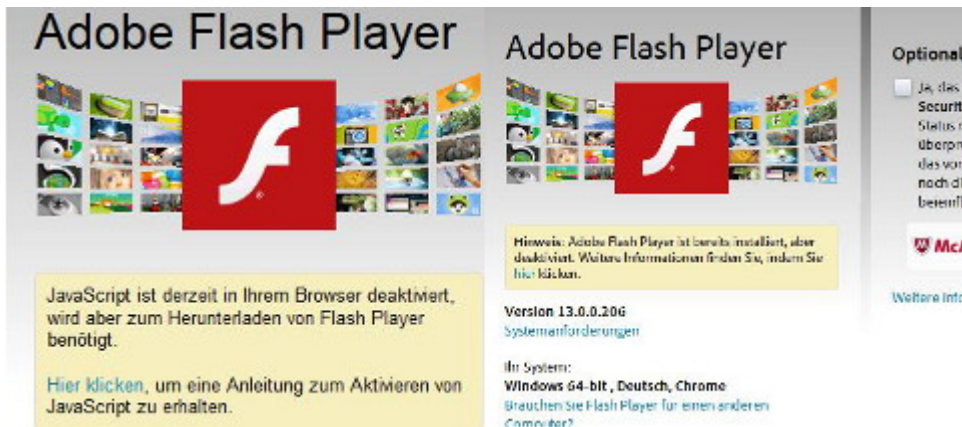 Adobe Flash Player
JavaScript ist derzeit in Ihrem Browser deaktiviert,
wird aber zum Herunterladen von Flash Player
benötigt.
Hier klicken, um eine Anleitung zum Aktivieren von
JavaScript zu erhalten.
Adobe Flash Player
Hinweis: Adobe Flash Player ist bereits installiert, aber
deaktiviert. Weitere Informationen finden Sie, indem Sie
hier klicken.
Version 13.0.0.206
Systemanforderungen
Ihr System:
Windows 64-bit , Deutsch, Chrome
Brauchen Sie Flash Player für einen anderen
Computer?
Optional
Ja, das
Securit
Status
überpr
das vor
noch di
McA
Weitere Info